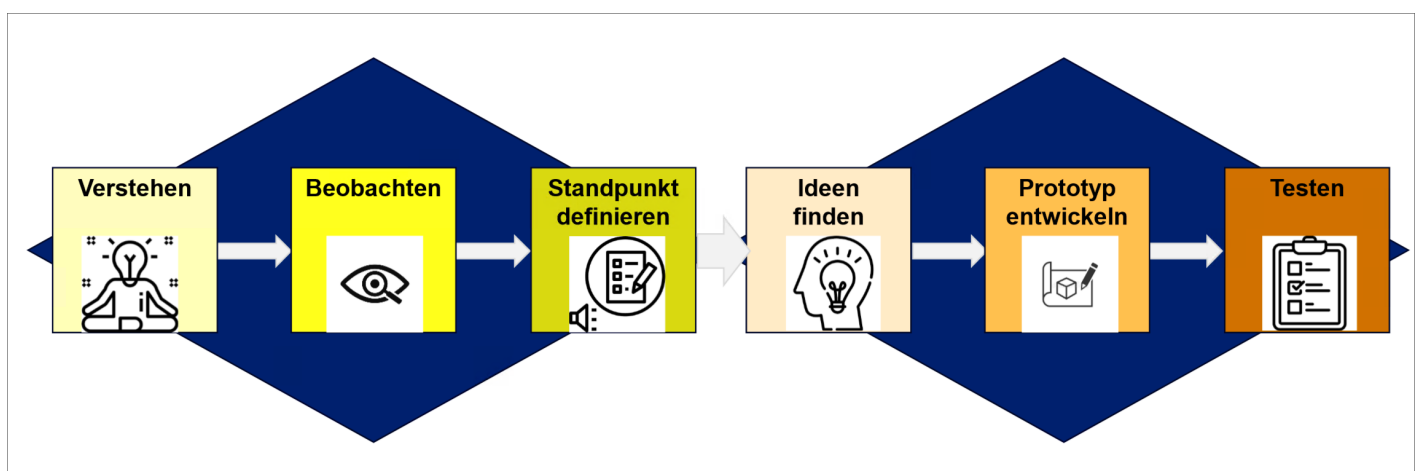 Verstehen
Beobachten
Standpunkt
definieren
Ideen
finden
Prototyp
entwickeln
Testen